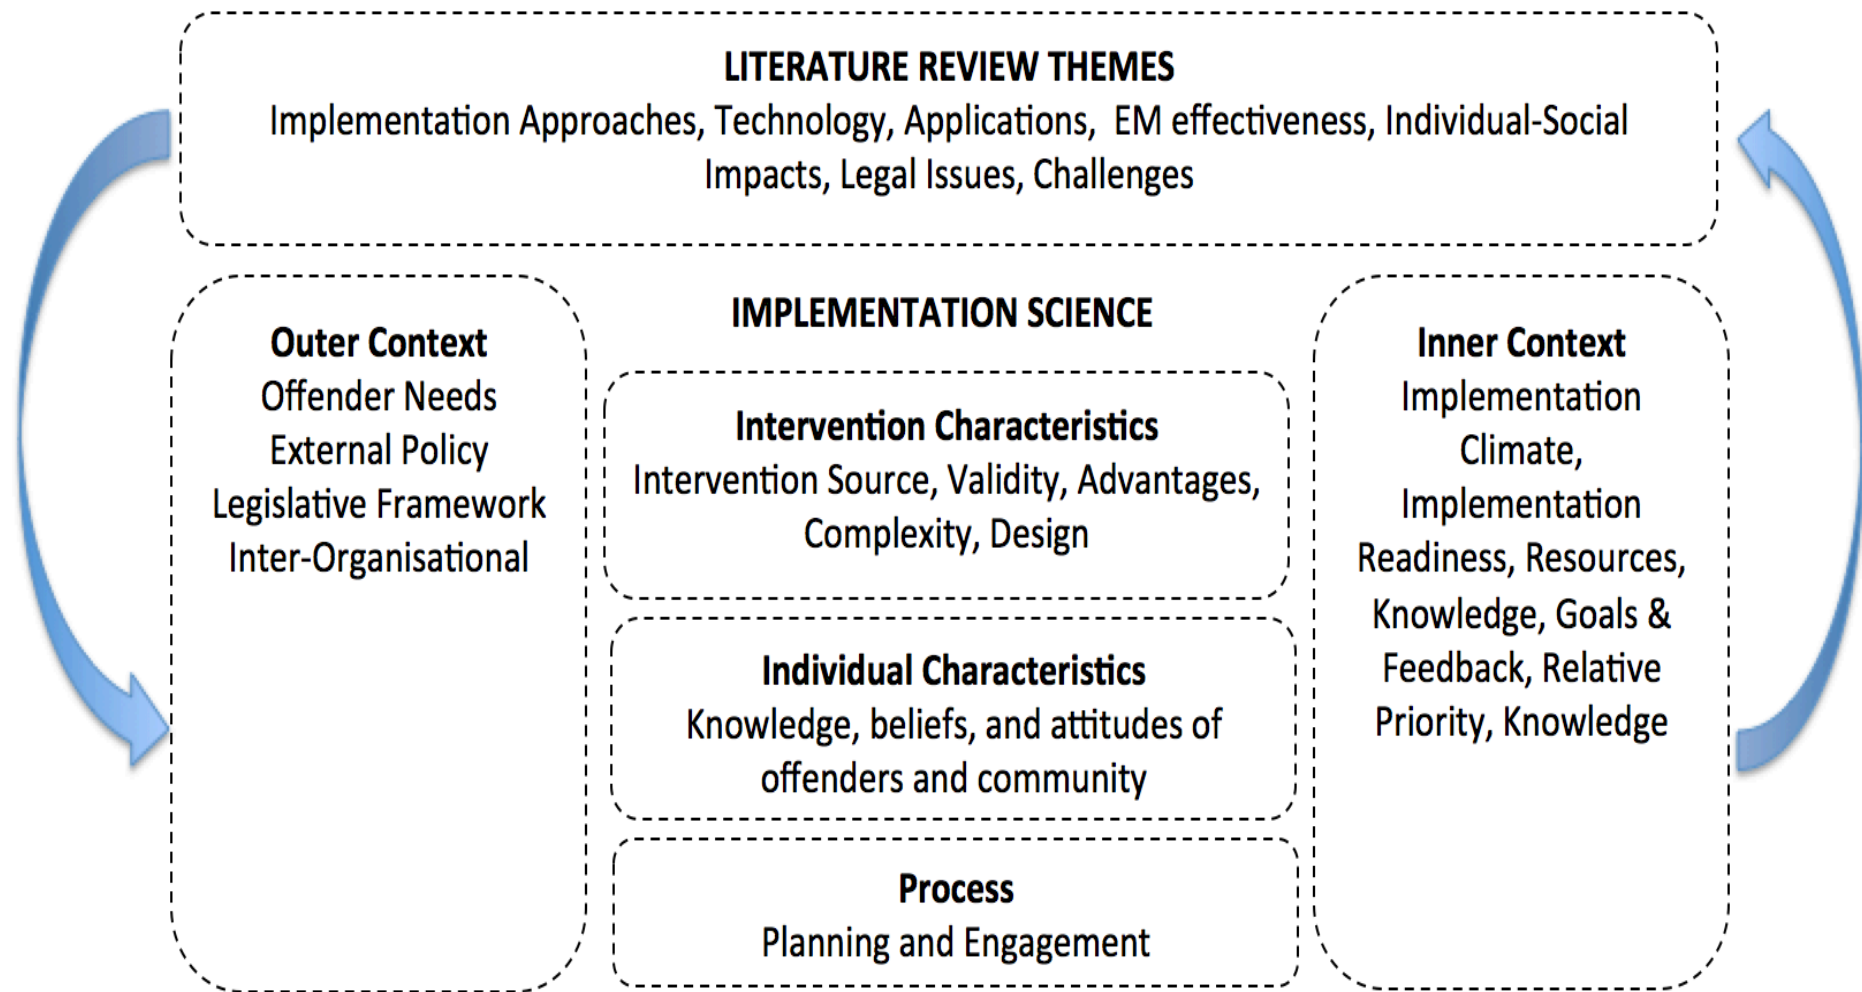 LITERATURE REVIEW THEMES
Implementation Approaches, Technology, Applications,  EM effectiveness, Individual-Social
Impacts, Legal Issues, Challenges
Outer Context
Offender Needs
External Policy
Legislative Framework
Inter-Organisational
IMPLEMENTATION SCIENCE
Intervention Characteristics
Intervention Source, Validity, Advantages,
Complexity, Design
Individual Characteristics
Knowledge, beliefs, and attitudes of
offenders and community
Process
Planning and Engagement
Inner Context
Implementation
Climate,
Implementation
Readiness, Resources,
Knowledge, Goals &
Feedback, Relative
Priority, Knowledge